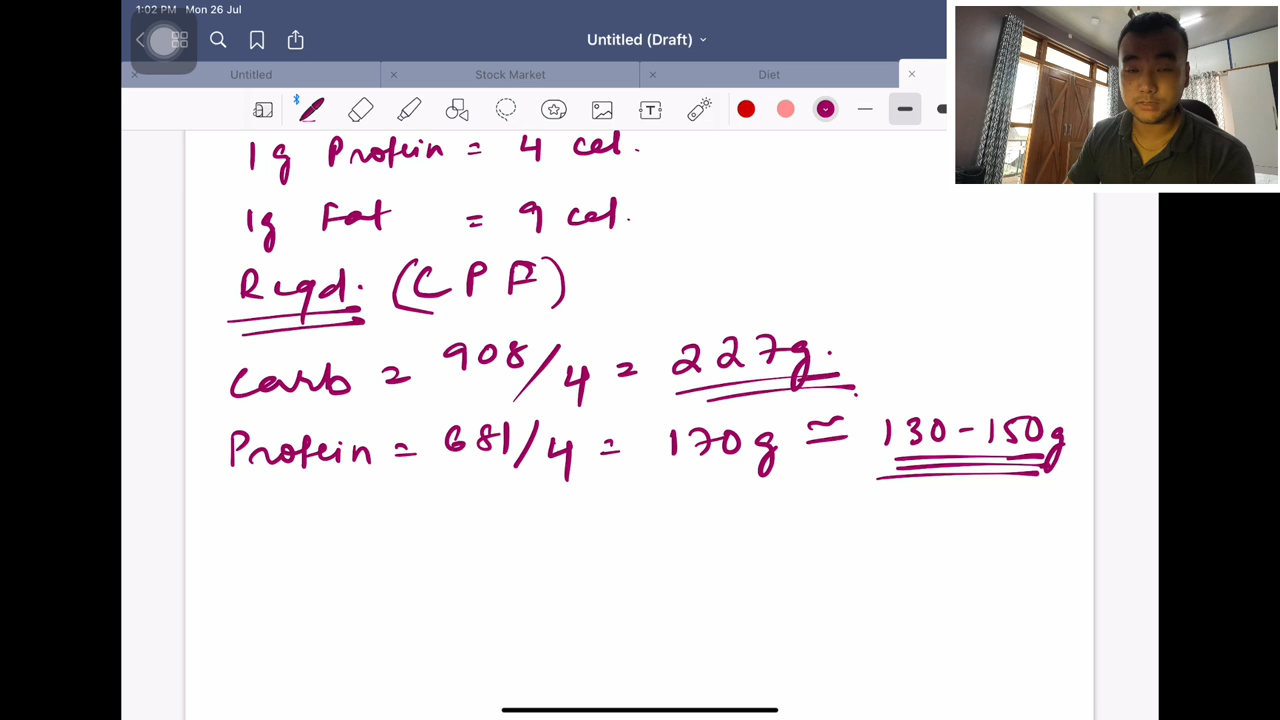 1:02 PM Mon 26 Jul
Untitled (Draft)
Untitled Stock Market Diet
1g Protein = 4 cal.
1g Fat = 9 cal.
Reqd. (C P F)
Carb = 908/4 = 227g.
Protein = 681/4 = 170g ≃ 130-150g